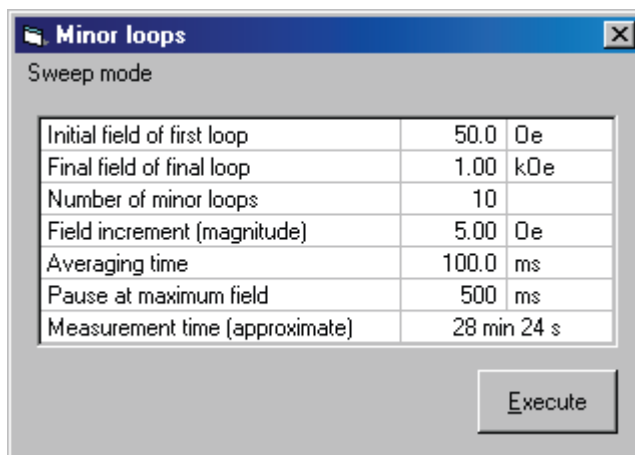 Minor loops
Sweep mode
Initial field of first loop 50.0 Oe
Final field of final loop 1.00 kOe
Number of minor loops 10
Field increment (magnitude) 5.00 Oe
Averaging time 100.0 ms
Pause at maximum field 500 ms
Measurement time (approximate) 28 min 24 s
Execute